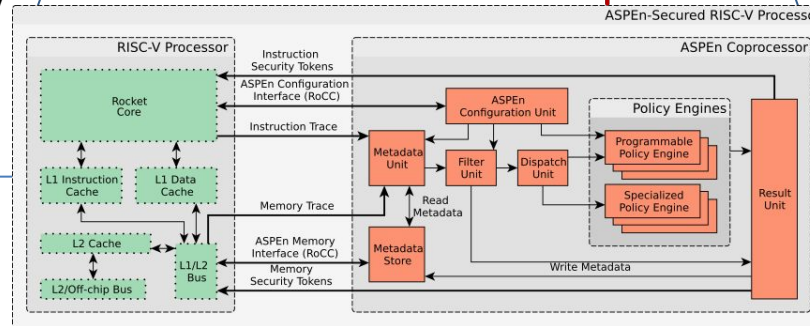 ASPEn-Secured RISC-V Processo
RISC-V Processor
ASPEn Coprocessor
Instruction
Security Tokens
ASPEn Configuration
Interface (RoCC)
Rocket
Core
ASPEn
Configuration Unit
Policy Engines
Instruction Trace
Metadata
Unit
Filter
Unit
Dispatch
Unit
Programmable
Policy Engine
L1 Instruction
Cache
L1 Data
Cache
Specialized
Policy Engine
Result
Unit
Read
Metadata
Memory Trace
L2 Cache
L1/L2
Bus
ASPEn Memory
Interface (RoCC)
Metadata
Store
Memory
Security Tokens
Write Metadata
L2/Off-chip Bus